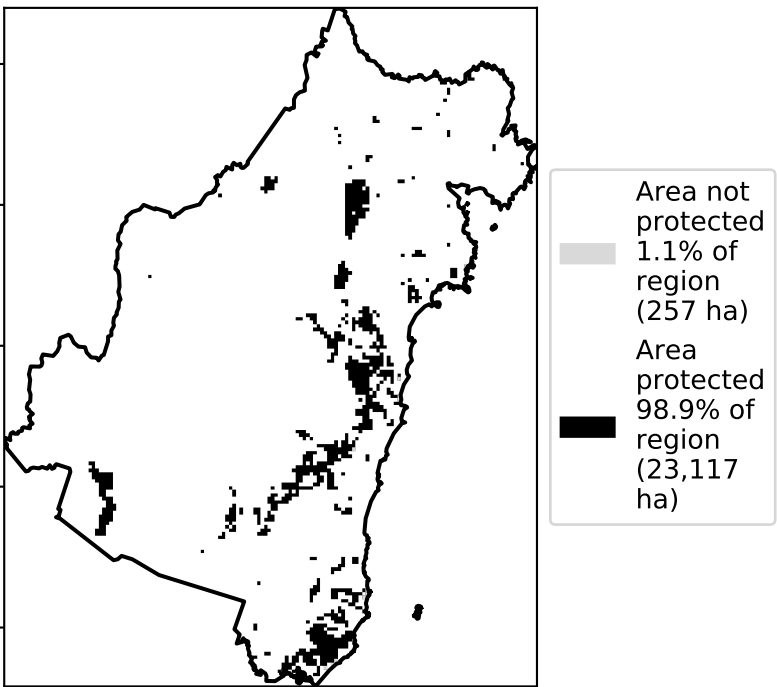 Area not
protected
1.1% of
region
(257 ha)
Area
protected
98.9% of
region
(23,117
ha)